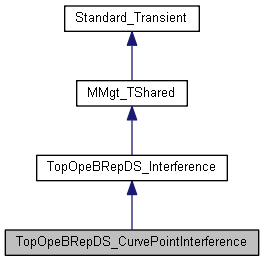 Standard_Transient
MMgt_TShared
TopOpeBRepDS_Interference
TopOpeBRepDS_CurvePointInterference